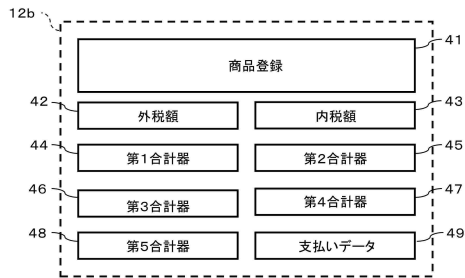 12b
41
商品登録
42
外税額
内税額
43
44
第1合計器
第2合計器
45
46
第3合計器
第4合計器
47
48
第5合計器
支払いデータ
49